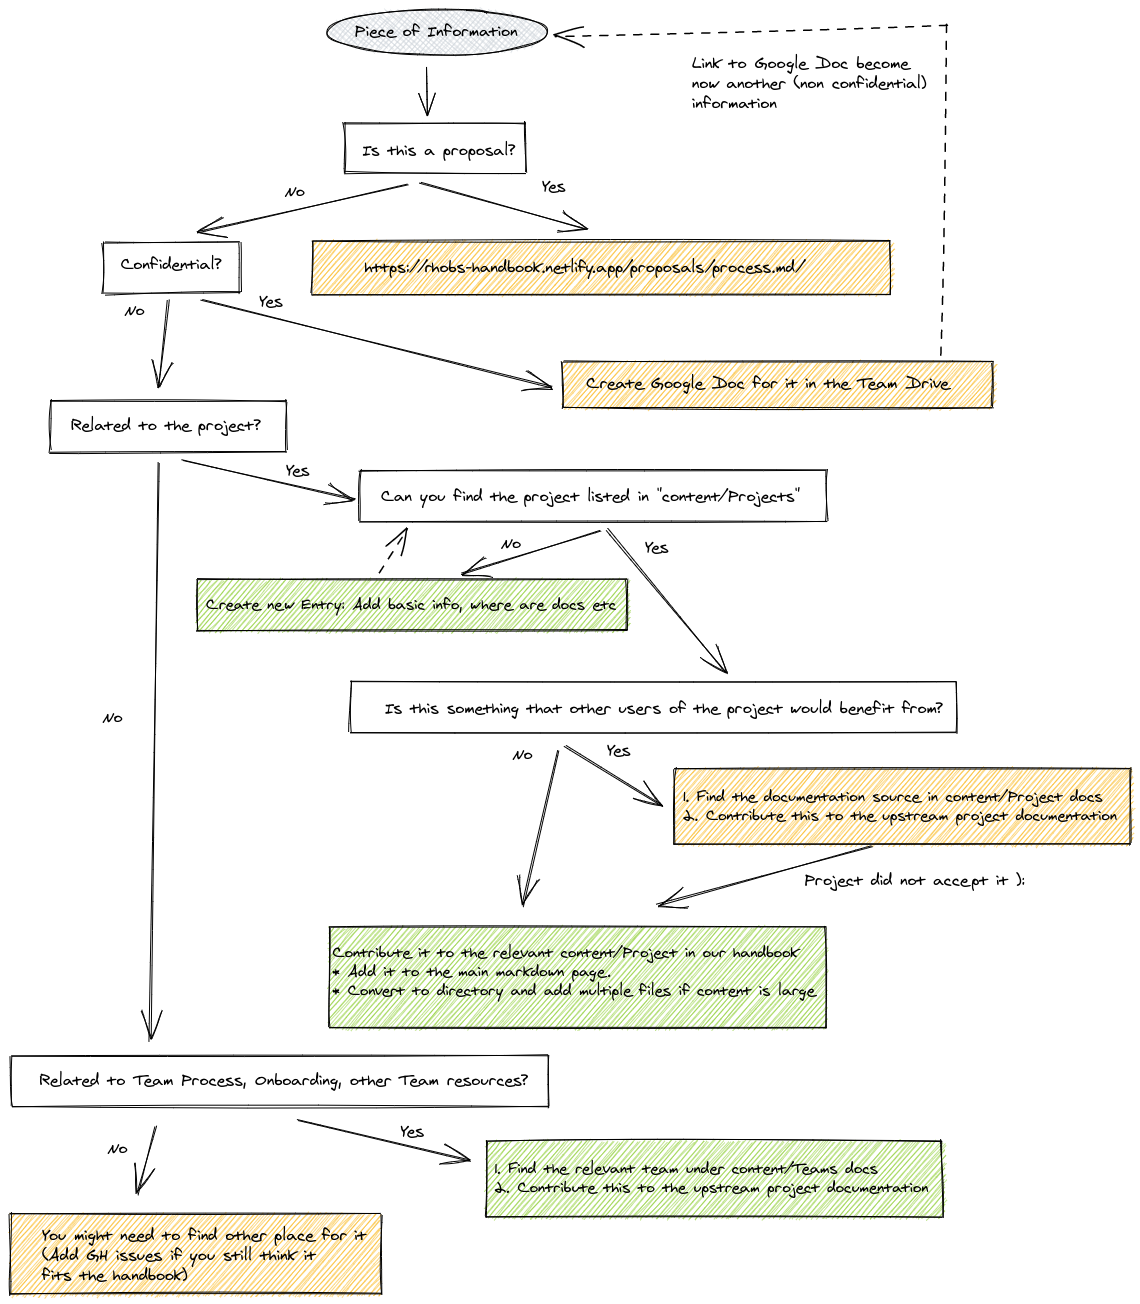 Piece of Information
Link to Google Doc become
now another (non confidential)
information
Is this a proposal?
No
Yes
Confidential?
https://rhobs-handbook.netlify.app/proposals/process.md/
No
Yes
Create Google Doc for it in the Team Drive
Related to the project?
Yes
Can you find the project listed in "content/Projects"
No
Yes
Create new Entry: Add basic info, where are docs etc
No
Is this something that other users of the project would benefit from?
No
Yes
1. Find the documentation source in content/Project docs
2. Contribute this to the upstream project documentation
Project did not accept it ):
Contribute it to the relevant content/Project in our handbook
* Add it to the main markdown page.
* Convert to directory and add multiple files if content is large
Related to Team Process, Onboarding, other Team resources?
No
Yes
1. Find the relevant team under content/Teams docs
2. Contribute this to the upstream project documentation
You might need to find other place for it
(Add GH issues if you still think it
fits the handbook)